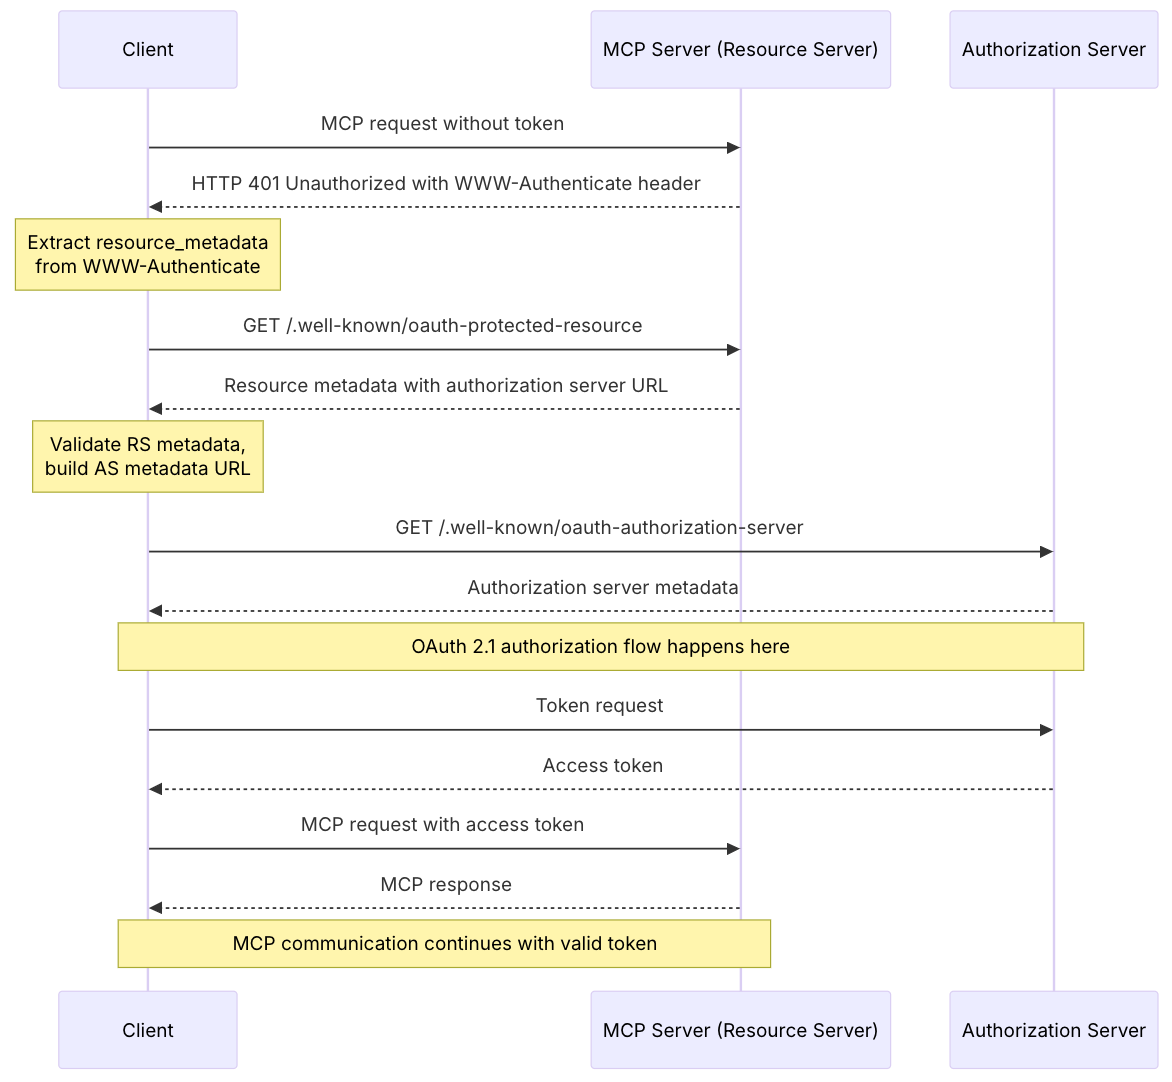 Client
MCP Server (Resource Server)
Authorization Server
MCP request without token
HTTP 401 Unauthorized with WWW-Authenticate header
Extract resource_metadata
from WWW-Authenticate
GET /.well-known/oauth-protected-resource
Resource metadata with authorization server URL
Validate RS metadata,
build AS metadata URL
GET /.well-known/oauth-authorization-server
Authorization server metadata
OAuth 2.1 authorization flow happens here
Token request
Access token
MCP request with access token
MCP response
MCP communication continues with valid token
Client
MCP Server (Resource Server)
Authorization Server